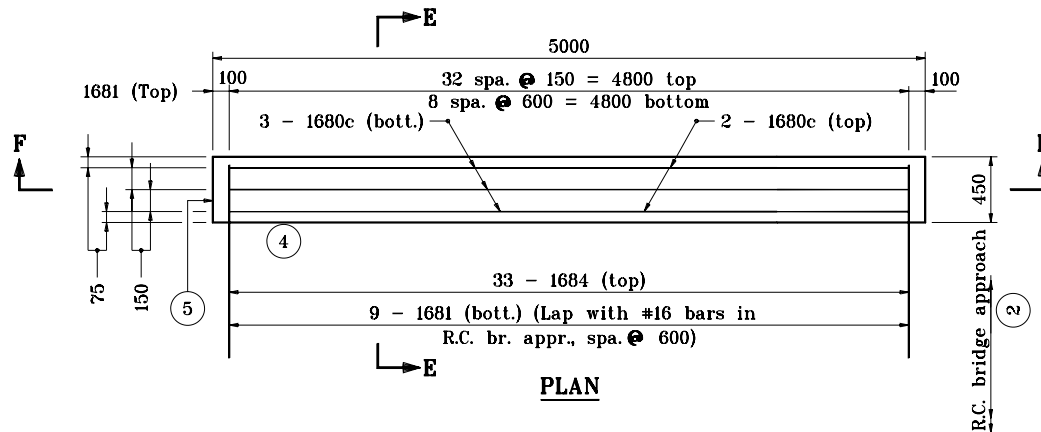 E
5000
100
32 spa. @ 150 = 4800 top
100
1681 (Top)
8 spa. @ 600 = 4800 bottom
3 - 1680c (bott.)
2 - 1680c (top)
F
450
4
75
150
5
33 - 1684 (top)
9 - 1681 (bott.) (Lap with #16 bars in
R.C. br. appr., spa. @ 600)
R.C. bridge approach
2
E
PLAN